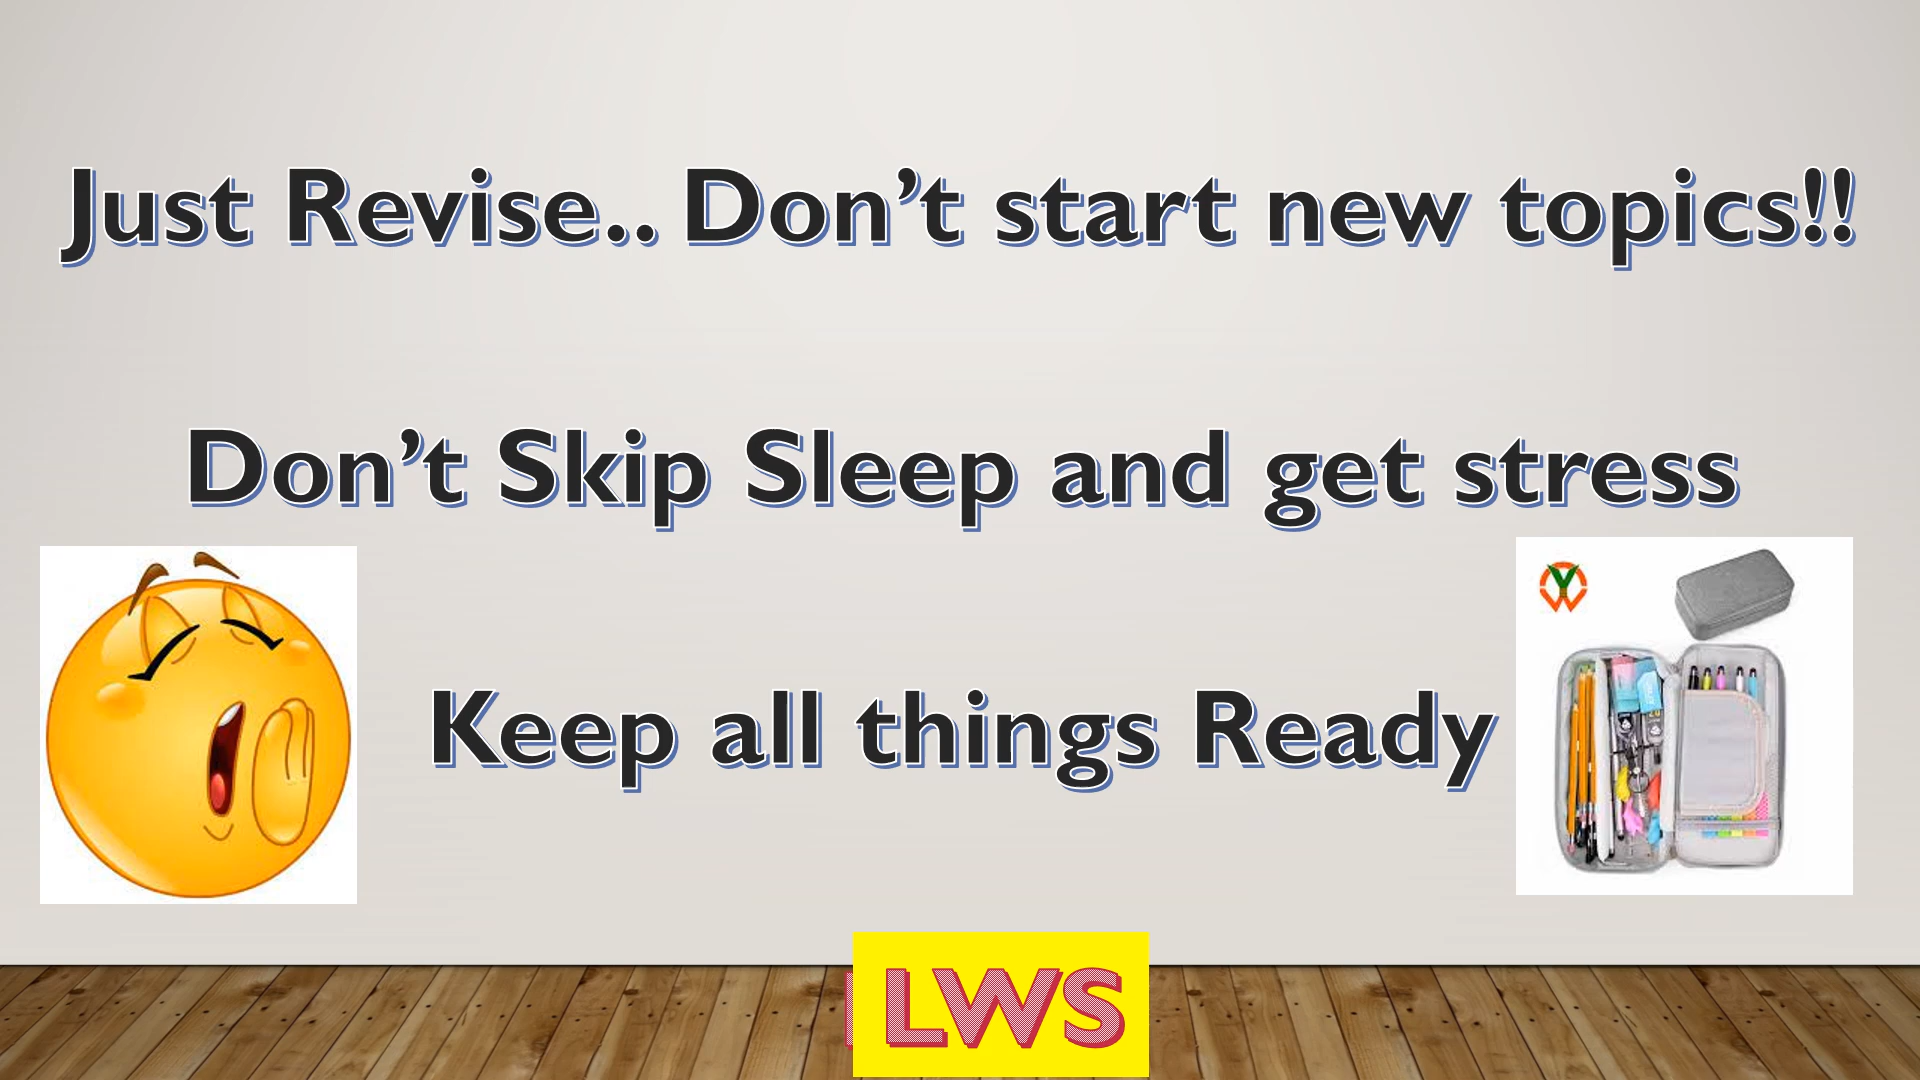 Just Revise.. Don’t start new topics!!
Don’t Skip Sleep and get stress
Keep all things Ready
LWS